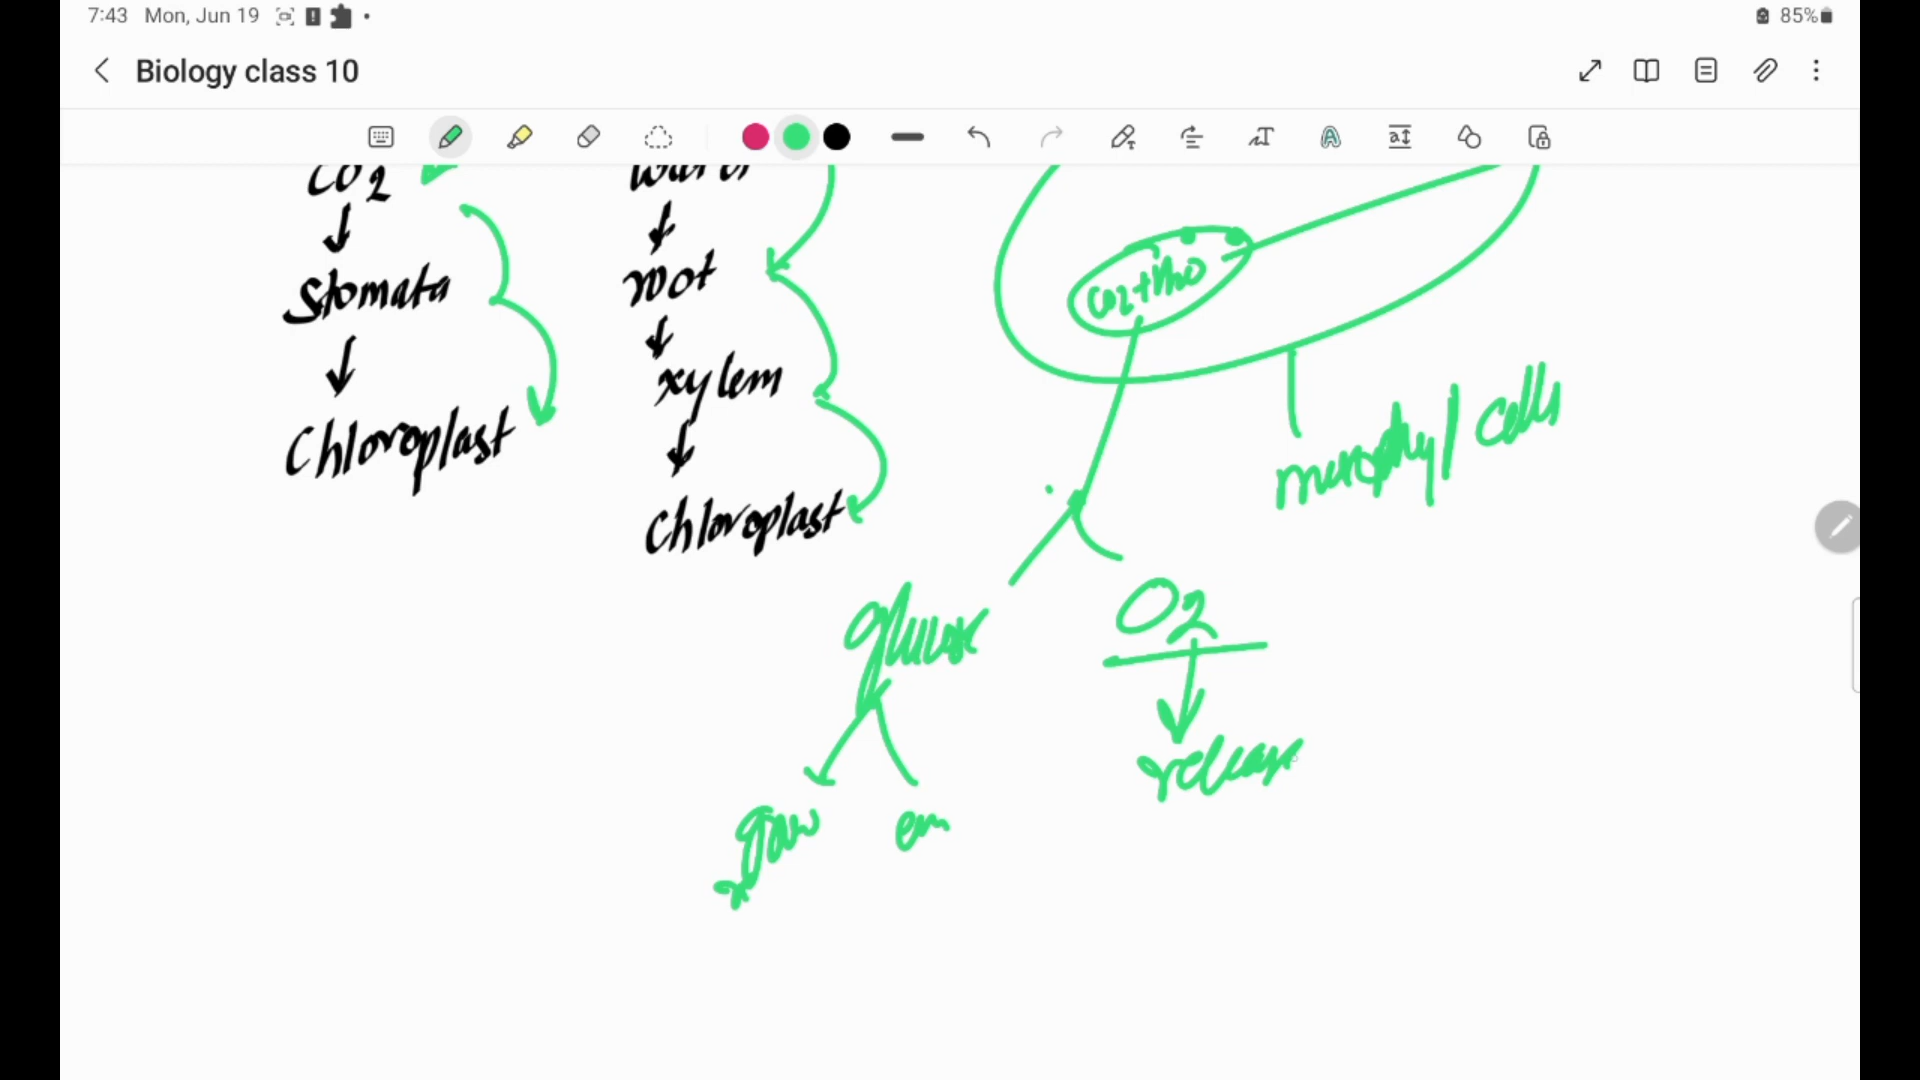 7:43 Mon, Jun 19
85%
Biology class 10
CO2
Stomata
Chloroplast
water
root
xylem
Chloroplast
CO2+H2O
cells
glucose
O2
release
grow